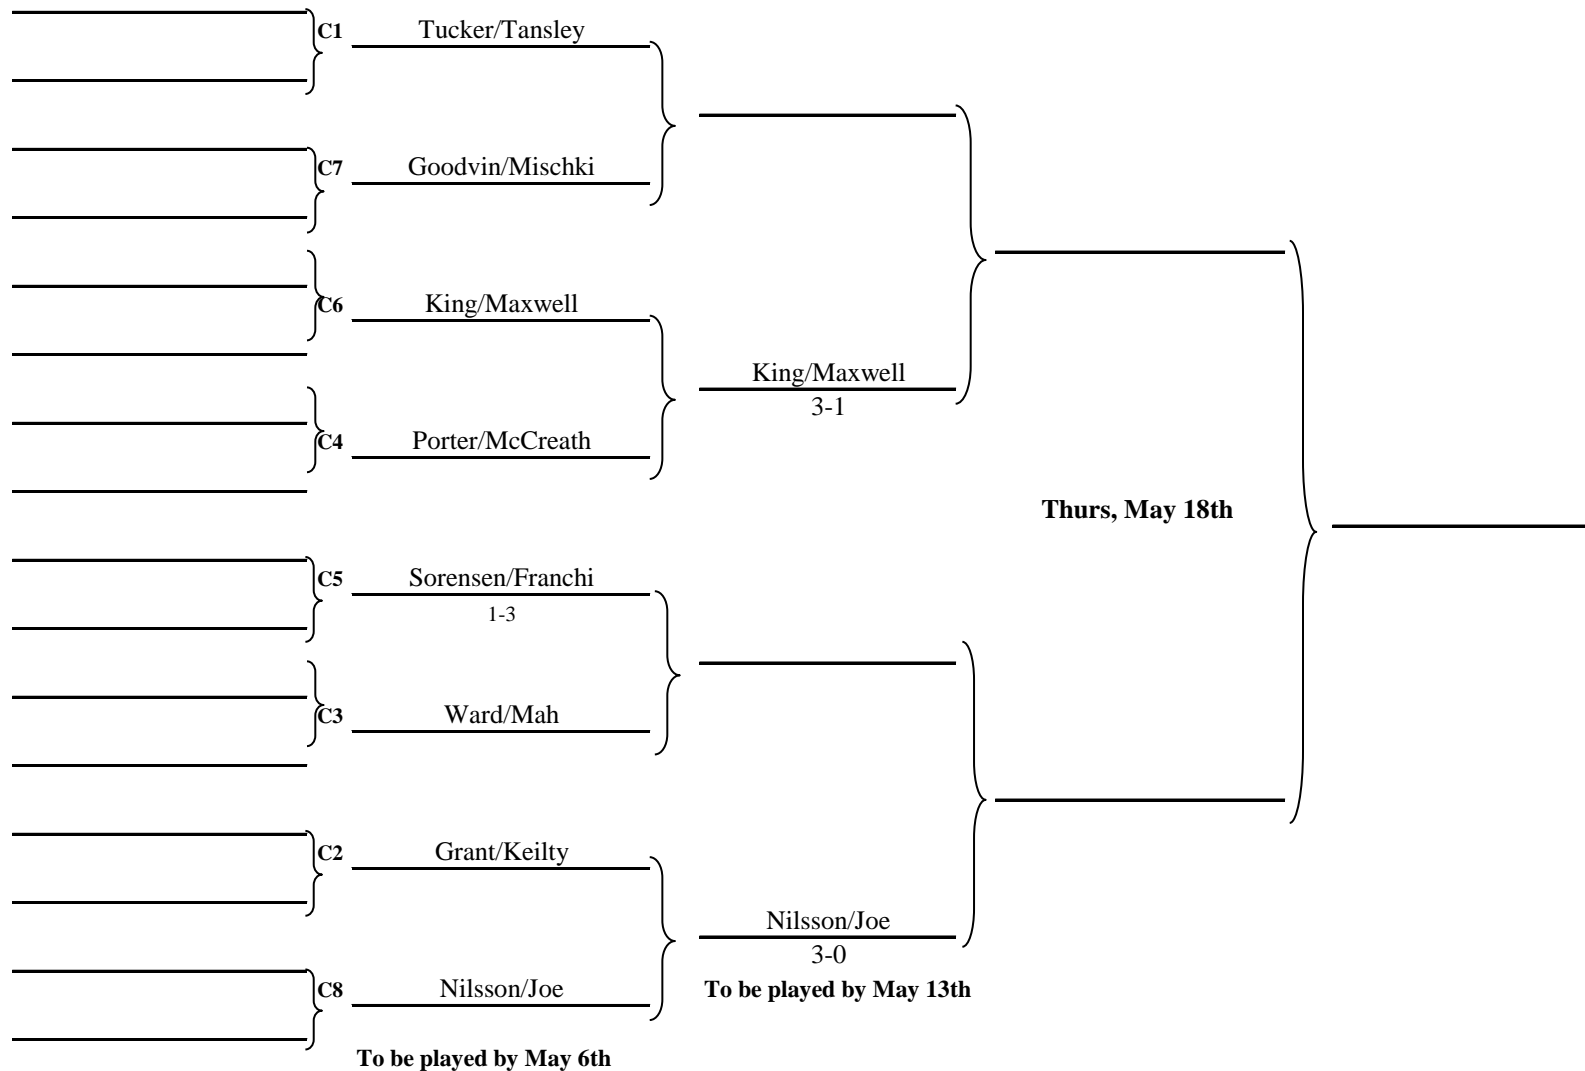 C1 Tucker/Tansley
C7 Goodvin/Mischki
C6 King/Maxwell
King/Maxwell
3-1
C4 Porter/McCreath
Thurs, May 18th
C5 Sorensen/Franchi
1-3
C3 Ward/Mah
C2 Grant/Keilty
Nilsson/Joe
3-0
C8 Nilsson/Joe
To be played by May 13th
To be played by May 6th